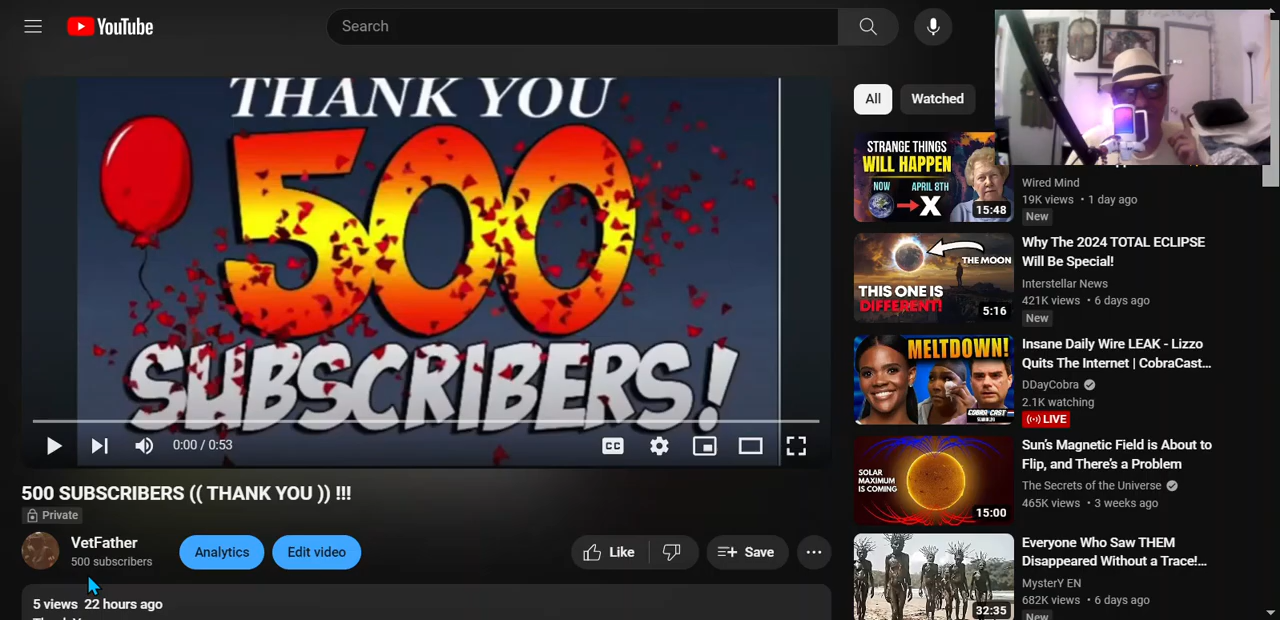 YouTube
Search
THANK YOU
500
SUBSCRIBERS!
0:00 / 0:53
CC
500 SUBSCRIBERS (( THANK YOU )) !!!
Private
VetFather
500 subscribers
Analytics
Edit video
Like
Save
5 views 22 hours ago
All
Watched
STRANGE THINGS
WILL HAPPEN
NOW
APRIL 8TH
X
15:48
Wired Mind
19K views • 1 day ago
New
THE MOON
THIS ONE IS
DIFFERENT!
5:16
Why The 2024 TOTAL ECLIPSE
Will Be Special!
Interstellar News
421K views • 6 days ago
New
MELTDOWN!
COBRA CAST
Insane Daily Wire LEAK - Lizzo
Quits The Internet | CobraCast...
DDayCobra
2.1K watching
LIVE
SOLAR
MAXIMUM
IS COMING
15:00
Sun's Magnetic Field is About to
Flip, and There's a Problem
The Secrets of the Universe
465K views • 3 weeks ago
32:35
Everyone Who Saw THEM
Disappeared Without a Trace!...
MysterY EN
682K views • 6 days ago
New